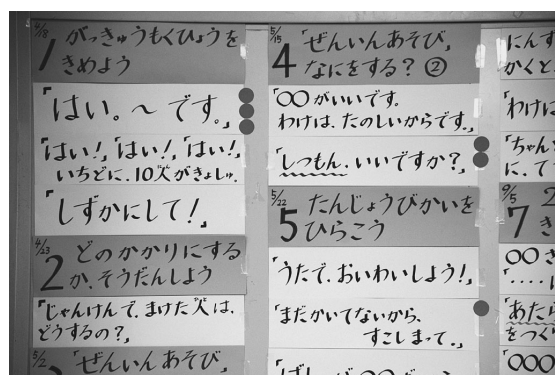 4/18
1 がっきゅうもくひょうを
きめよう
「はい。～です。」
「はい!」「はい!」「はい!」
いちどに、10人がきょしゅ。
「しずかにして!」
4/23
2 どのかかりにする
か、そうだんしよう
「じゃんけんで、まけた人は、
どうするの?」
5/2
「ぜんいんあそび」
5/15
4 「ぜんいんあそび」
なにをする? ②
「○○がいいです。
わけは、たのしいからです。」
「しつもん、いいですか?」
5/22
5 たんじょうびかいを
ひらこう
「うたで、おいわいしよう!」
「まだかいてないから、
すこしまって。」
にんす
かくと
「わけは
「ちゃん
に、て
9/5
7 2
き
○○さ
「....
「あたら
をつく
「○○○